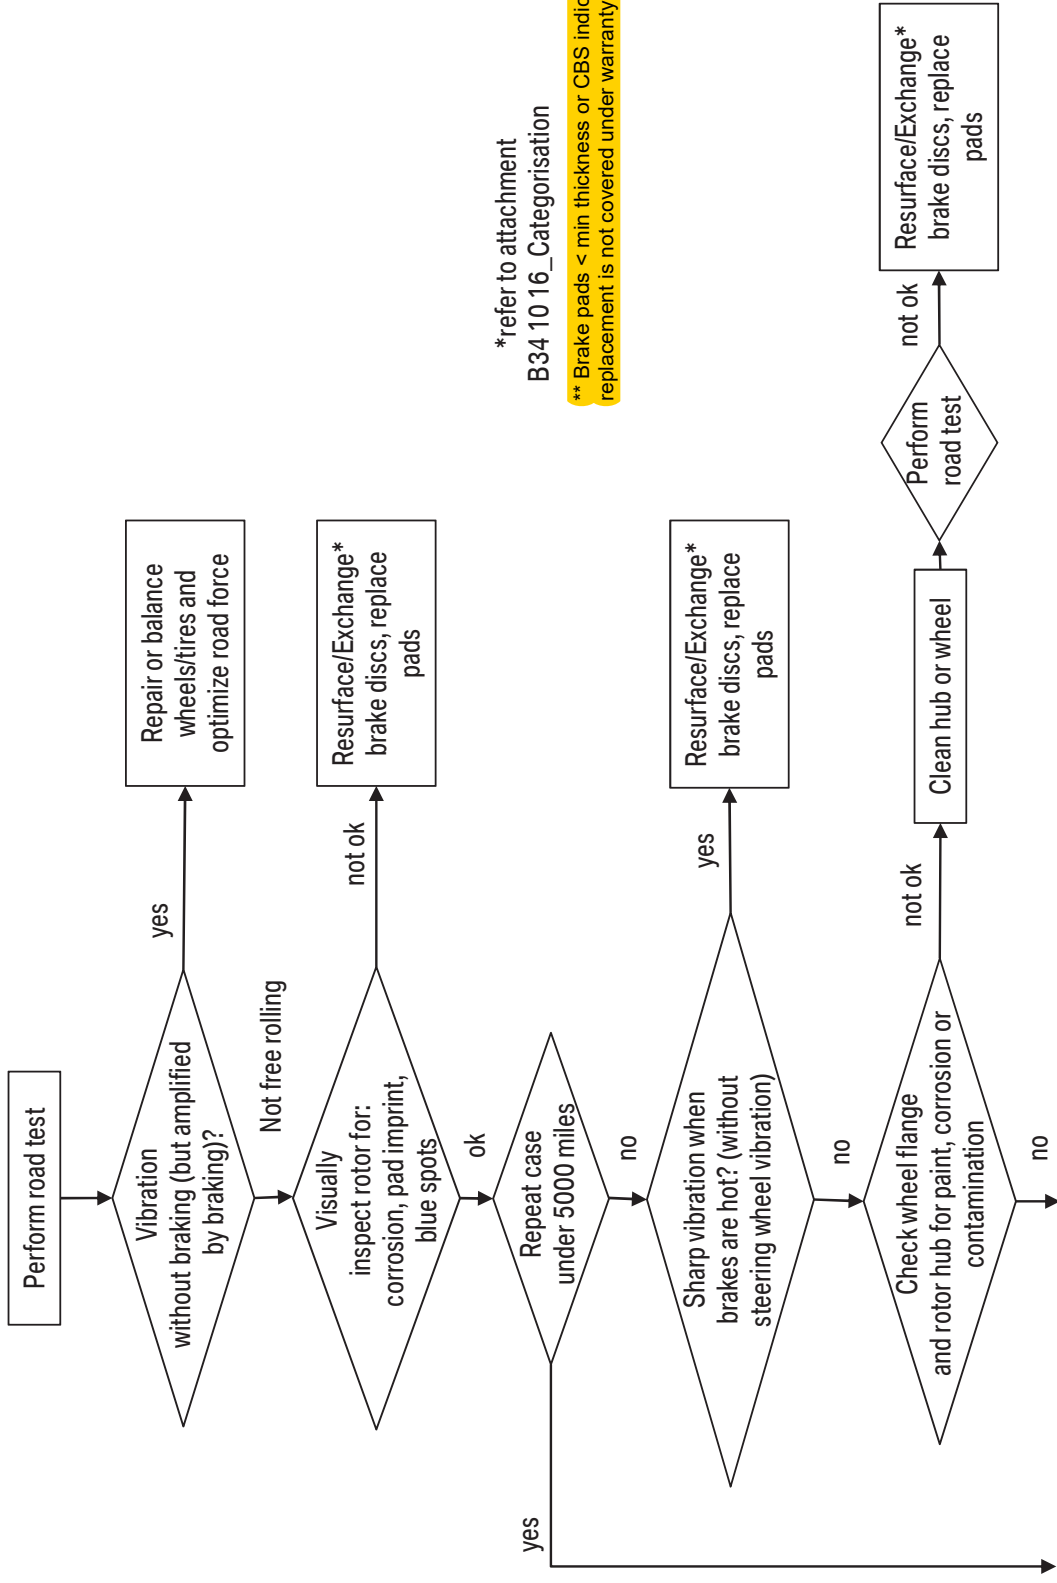 Perform road test
Vibration
without braking (but amplified
by braking)?
yes
Repair or balance
wheels/tires and
optimize road force
Not free rolling
Visually
inspect rotor for:
corrosion, pad imprint,
blue spots
not ok
Resurface/Exchange*
brake discs, replace
pads
ok
Repeat case
under 5000 miles
yes
no
*refer to attachment
B34 10 16_Categorisation
** Brake pads < min thickness or CBS indic
replacement is not covered under warranty
Sharp vibration when
brakes are hot? (without
steering wheel vibration)
yes
Resurface/Exchange*
brake discs, replace
pads
no
Check wheel flange
and rotor hub for paint, corrosion or
contamination
not ok
Clean hub or wheel
Perform
road test
not ok
Resurface/Exchange*
brake discs, replace
pads
no